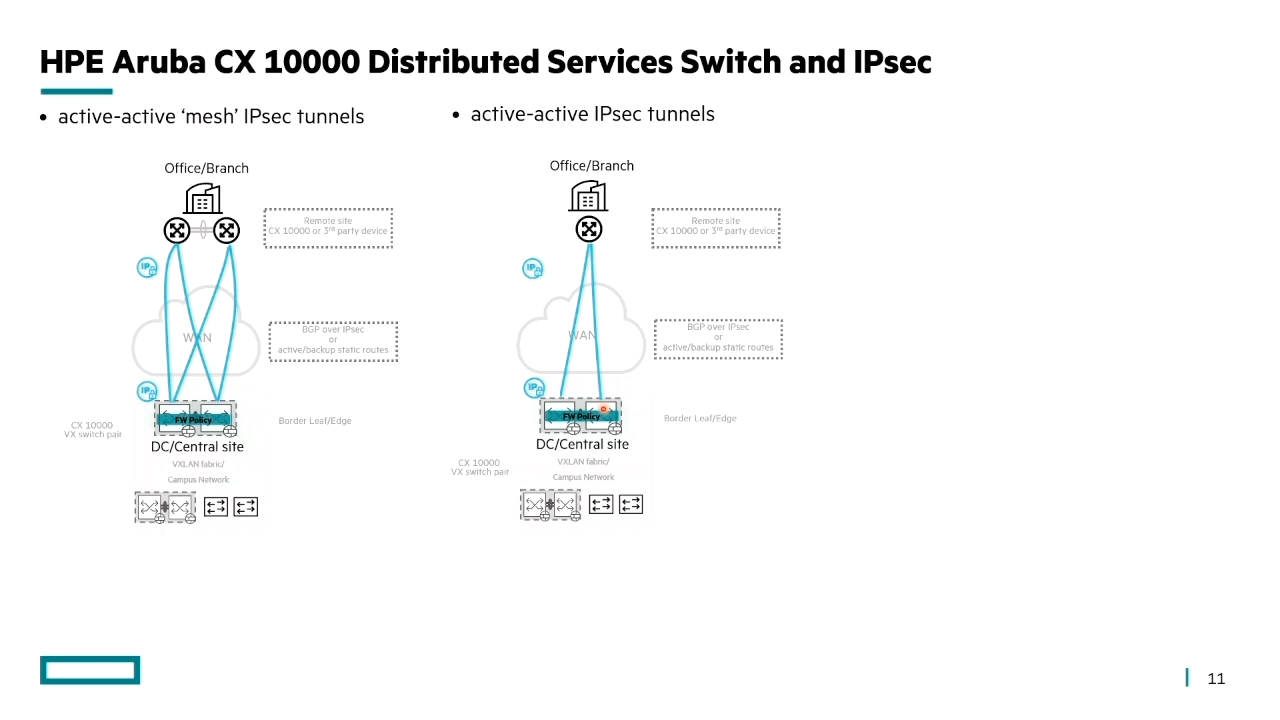 HPE Aruba CX 10000 Distributed Services Switch and IPsec
• active-active ‘mesh’ IPsec tunnels
Office/Branch
Remote site
CX 10000 or 3rd party device
IP
WAN
BGP over IPsec
or
active/backup static routes
IP
FW Policy
CX 10000
VX switch pair
Border Leaf/Edge
DC/Central site
VXLAN fabric/
Campus Network
• active-active IPsec tunnels
Office/Branch
Remote site
CX 10000 or 3rd party device
IP
WAN
BGP over IPsec
or
active/backup static routes
IP
FW Policy
Border Leaf/Edge
DC/Central site
CX 10000
VX switch pair
VXLAN fabric/
Campus Network
11